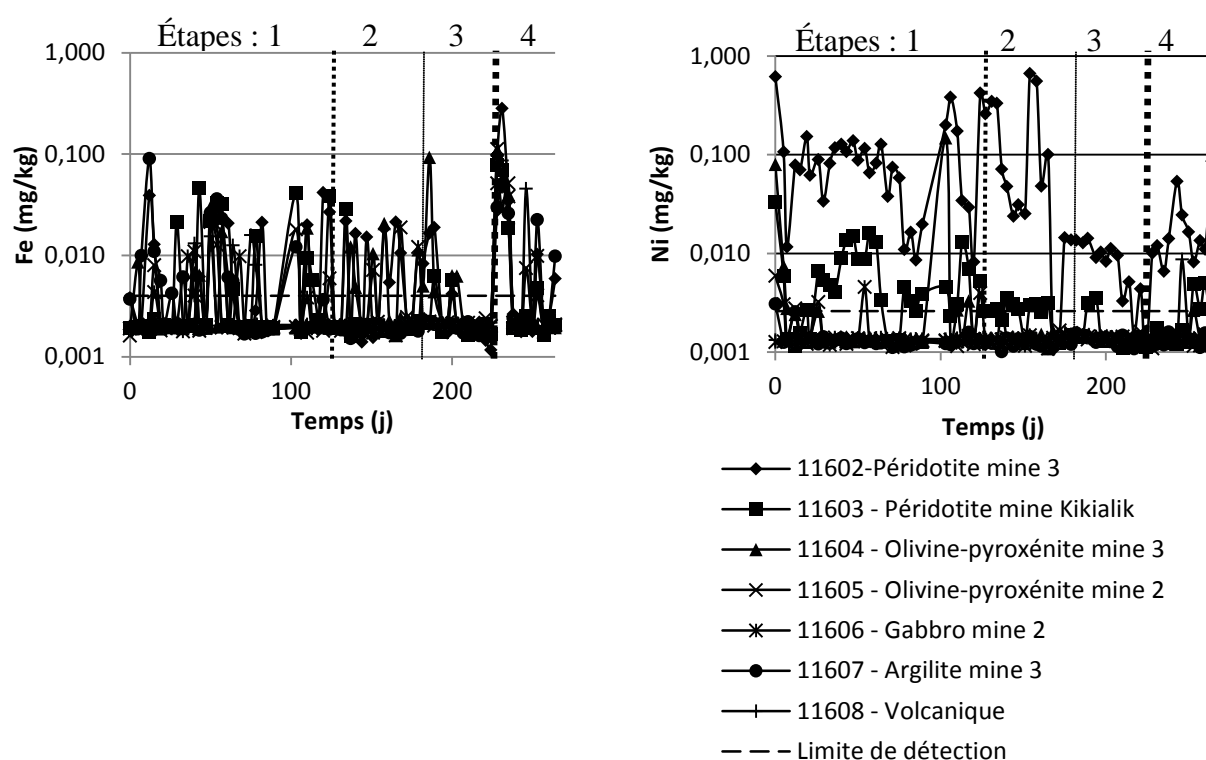 Étapes : 1 2 3 4
1,000
0,100
0,010
0,001
Fe (mg/kg)
0 100 200
Temps (j)
Étapes : 1 2 3 4
1,000
0,100
0,010
0,001
Ni (mg/kg)
0 100 200
Temps (j)
11602-Péridotite mine 3
11603 - Péridotite mine Kikialik
11604 - Olivine-pyroxénite mine 3
11605 - Olivine-pyroxénite mine 2
11606 - Gabbro mine 2
11607 - Argilite mine 3
11608 - Volcanique
Limite de détection